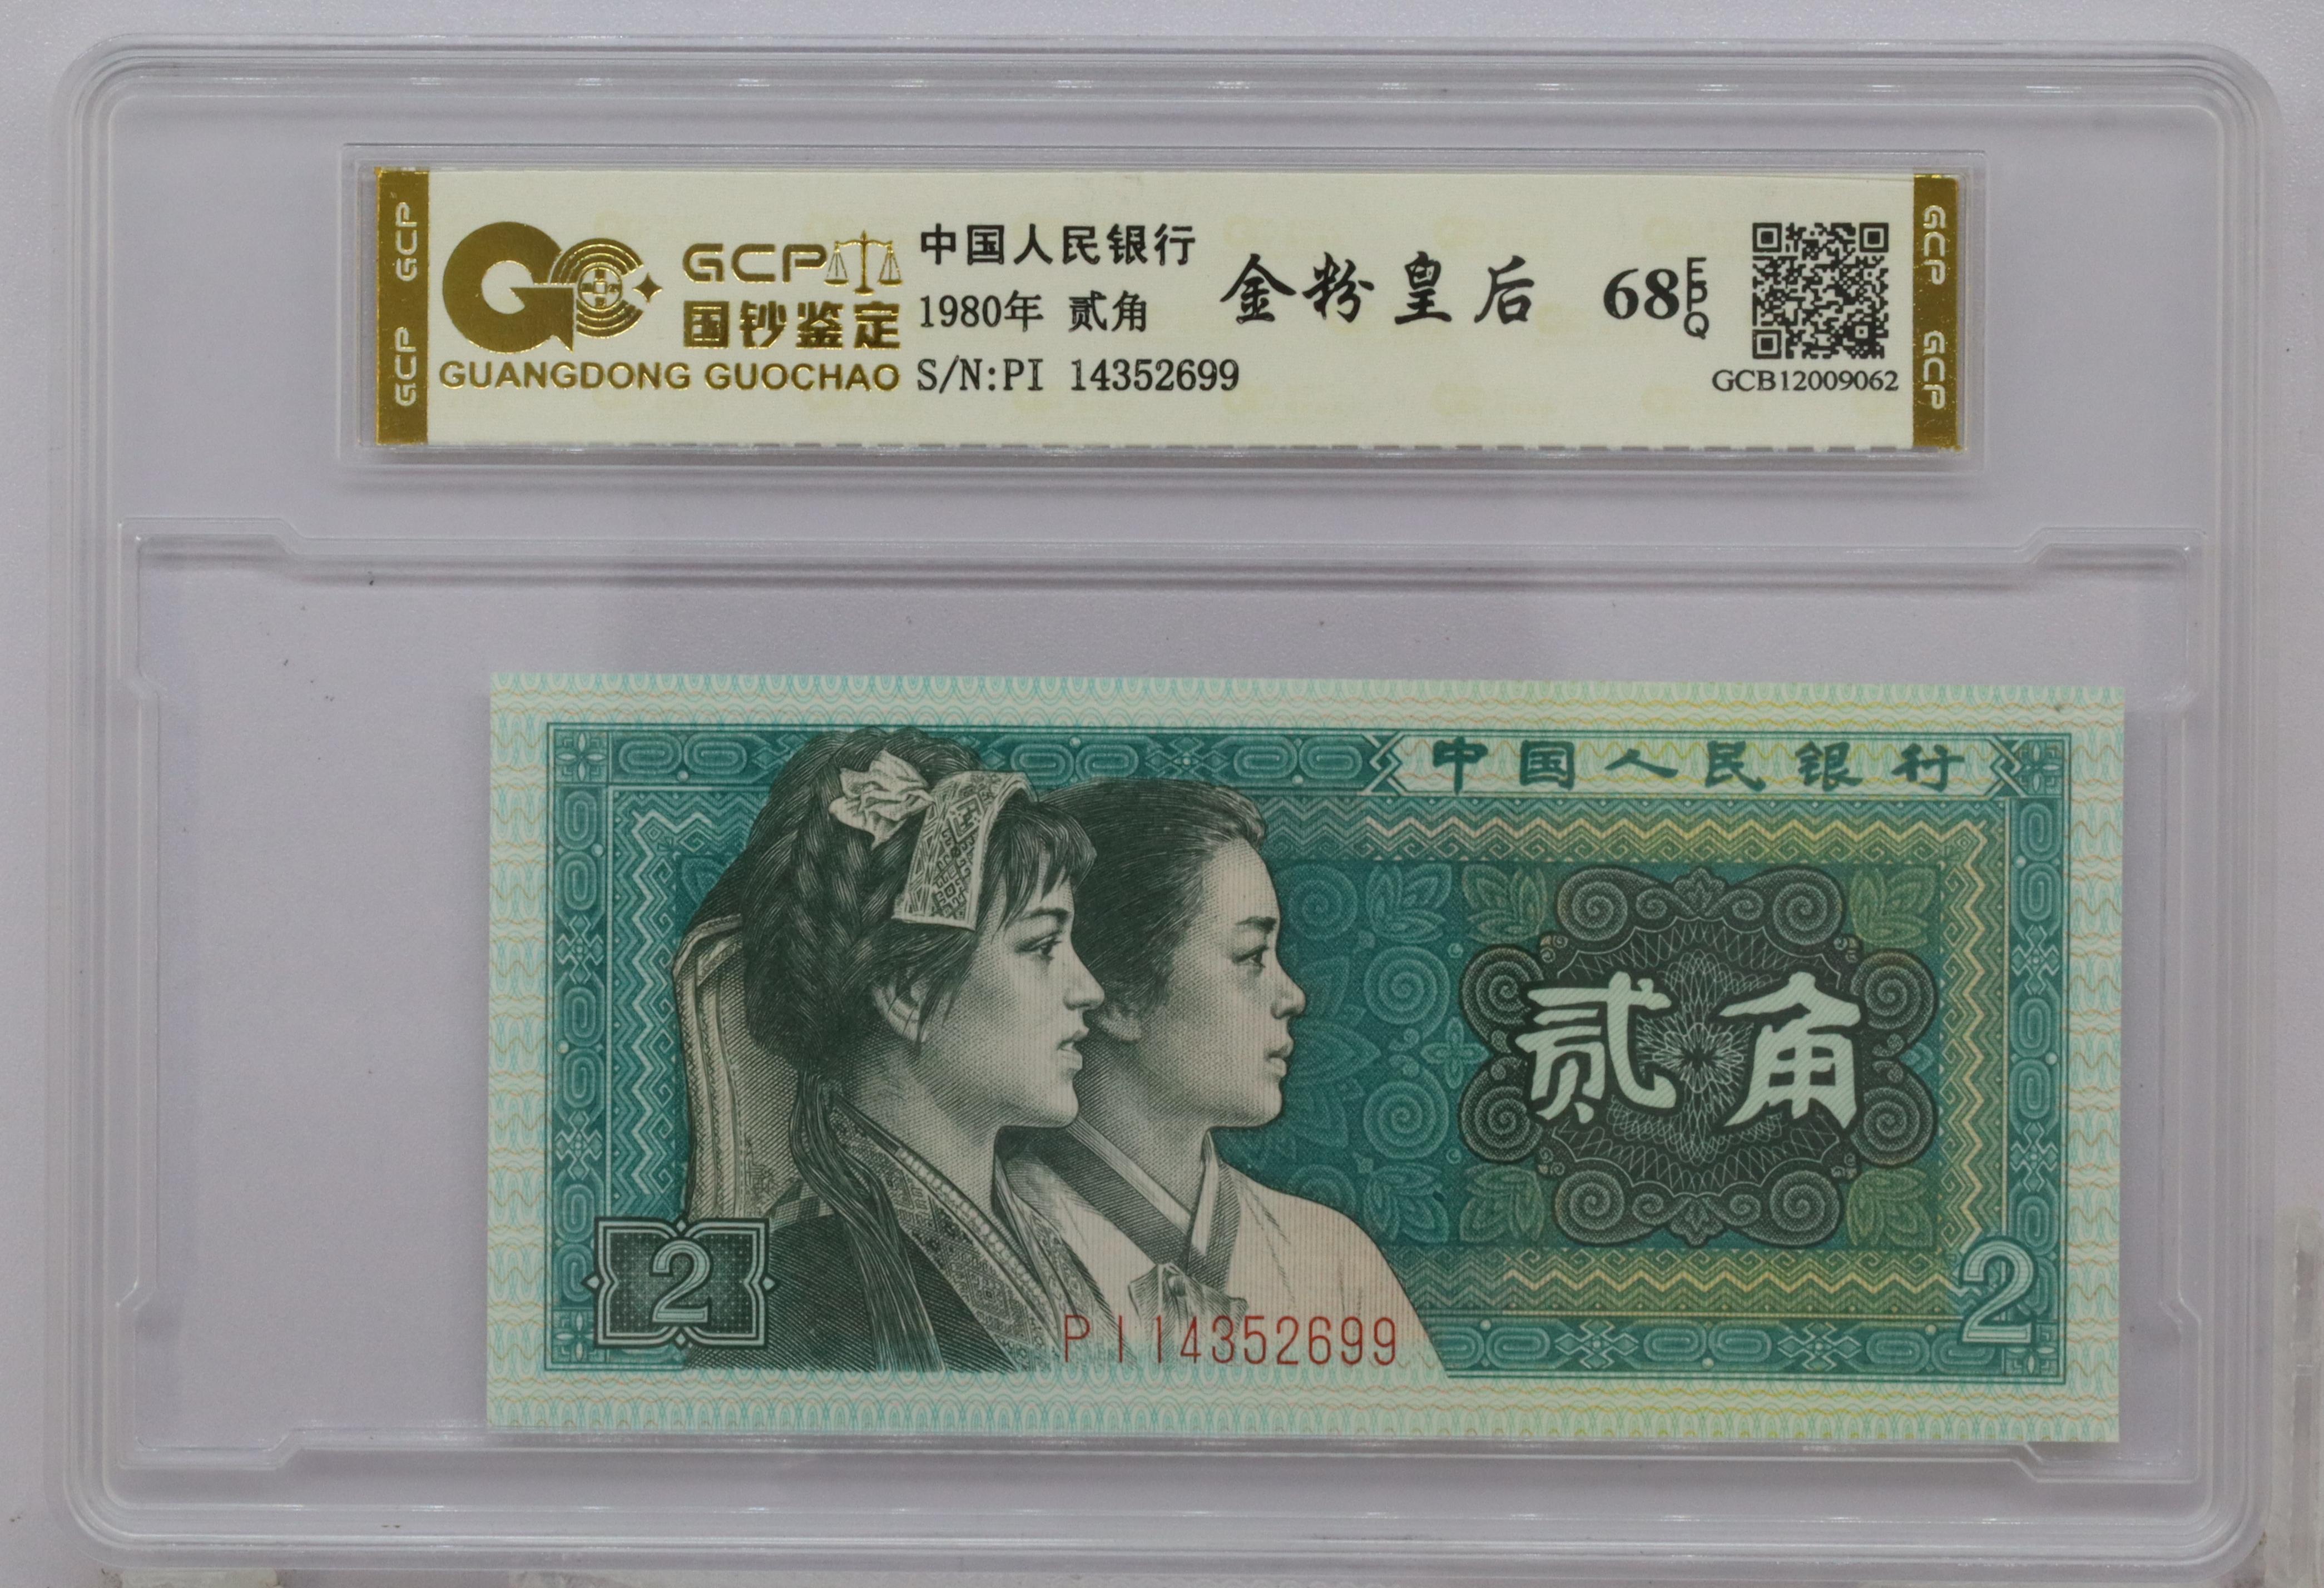 GCP GCP
GCP
国钞鉴定
GUANGDONG GUOCHAO
中国人民银行
1980年 贰角
S/N:PI 14352699
金粉皇后
68 EPQ
GCB12009062
GCP GCP
中国人民银行
贰角
2
2
PI14352699